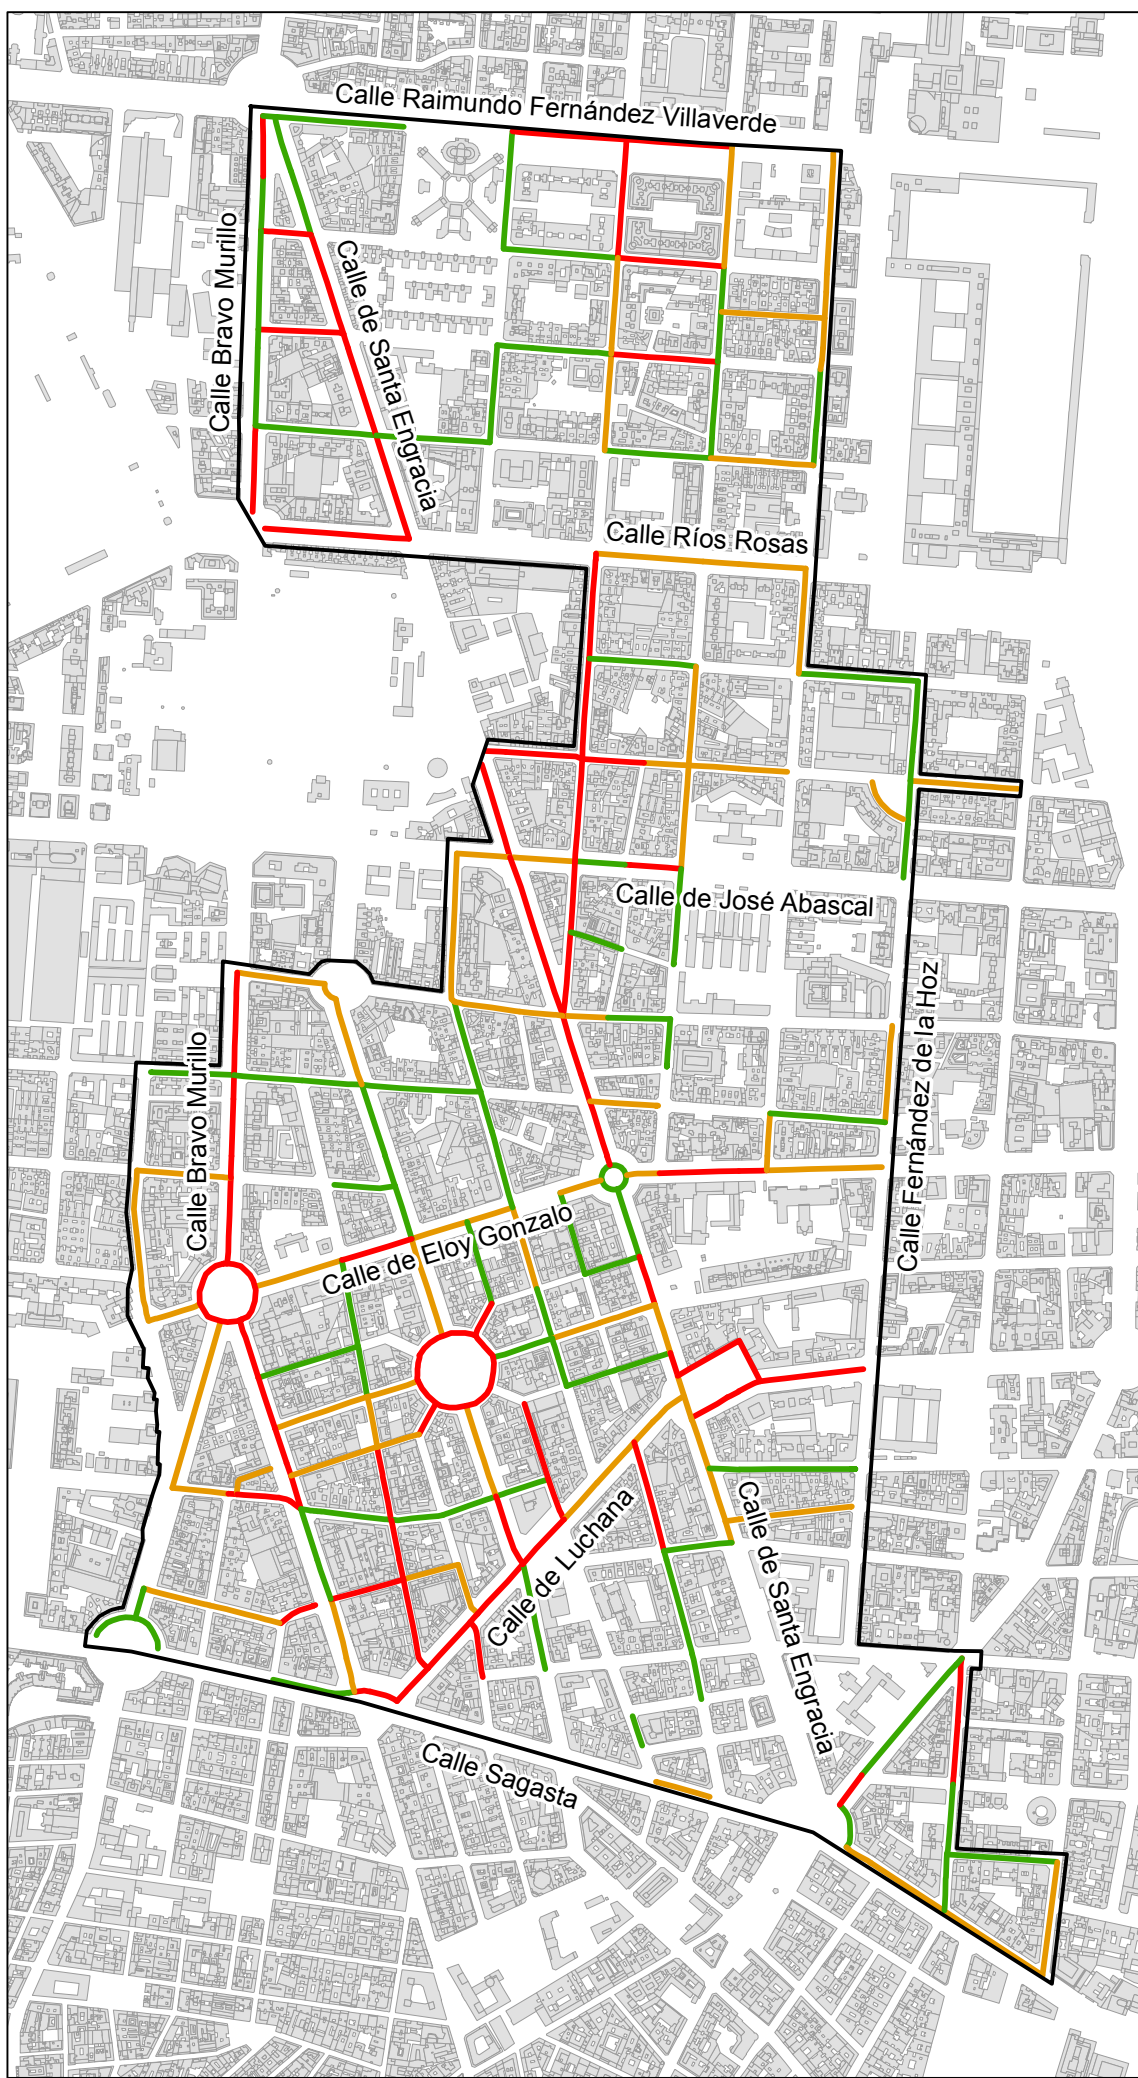 Calle Raimundo Fernández Villaverde
Calle Bravo Murillo
Calle de Santa Engracia
Calle Ríos Rosas
Calle de José Abascal
Calle Fernández de la Hoz
Calle Bravo Murillo
Calle de Eloy Gonzalo
Calle de Luchana
Calle de Santa Engracia
Calle Sagasta